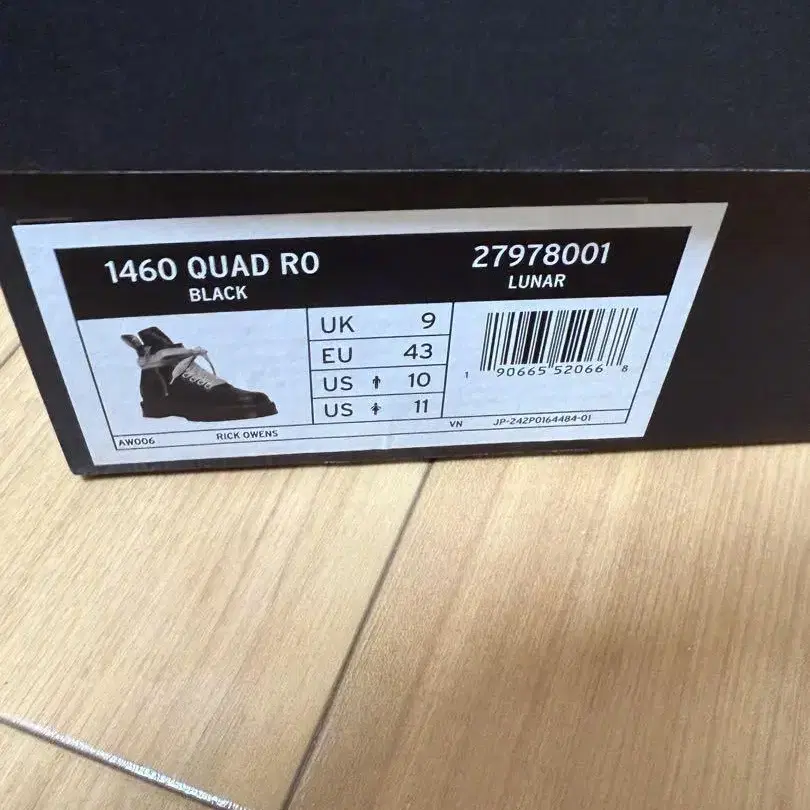 1460 QUAD RO
BLACK
27978001
LUNAR
UK 9
EU 43
US 10
US 11
1 90665 52066 8
AW006
RICK OWENS
VN
JP-242P0164484-01